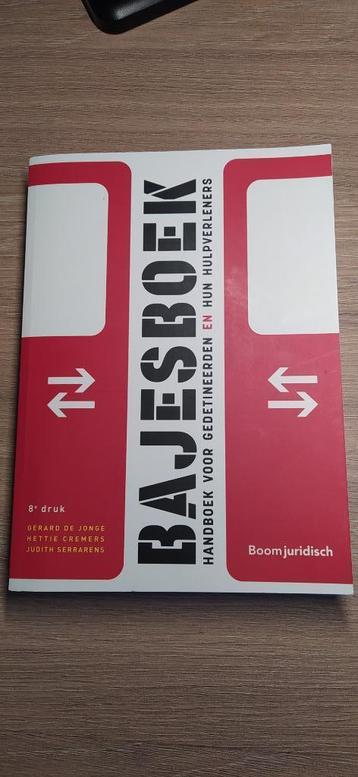 BAJESBOEK
HANDBOEK VOOR GEDETINEERDEN EN HUN HULPVERLENERS
8e druk
GERARD DE JONGE
HETTIE CREMERS
JUDITH SERRARENS
Boomjuridisch